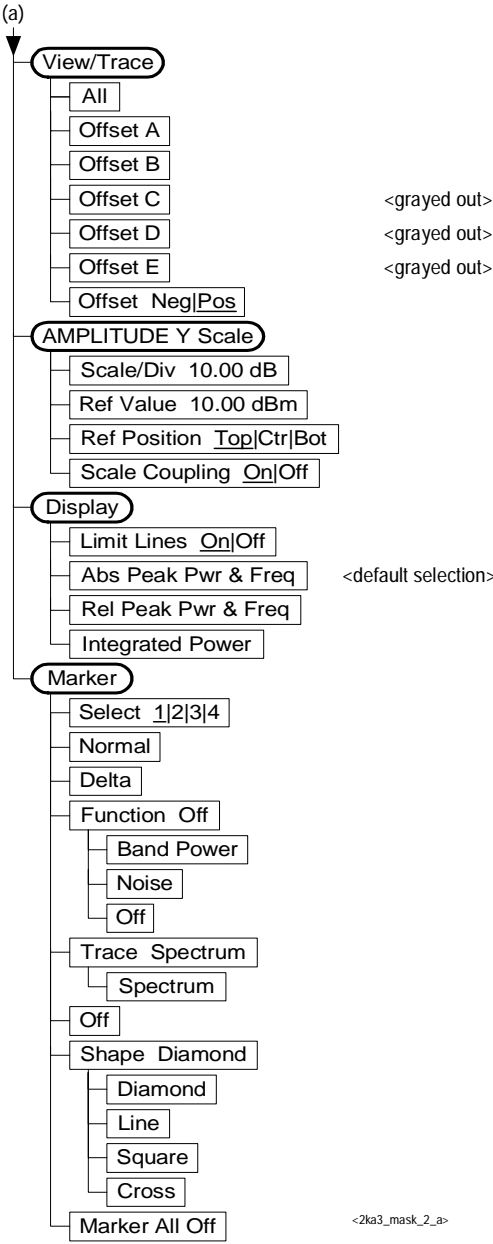 (a)
View/Trace
All
Offset A
Offset B
Offset C <grayed out>
Offset D <grayed out>
Offset E <grayed out>
Offset Neg|Pos
AMPLITUDE Y Scale
Scale/Div 10.00 dB
Ref Value 10.00 dBm
Ref Position Top|Ctr|Bot
Scale Coupling On|Off
Display
Limit Lines On|Off
Abs Peak Pwr & Freq <default selection>
Rel Peak Pwr & Freq
Integrated Power
Marker
Select 1|2|3|4
Normal
Delta
Function Off
Band Power
Noise
Off
Trace Spectrum
Spectrum
Off
Shape Diamond
Diamond
Line
Square
Cross
Marker All Off <2ka3_mask_2_a>